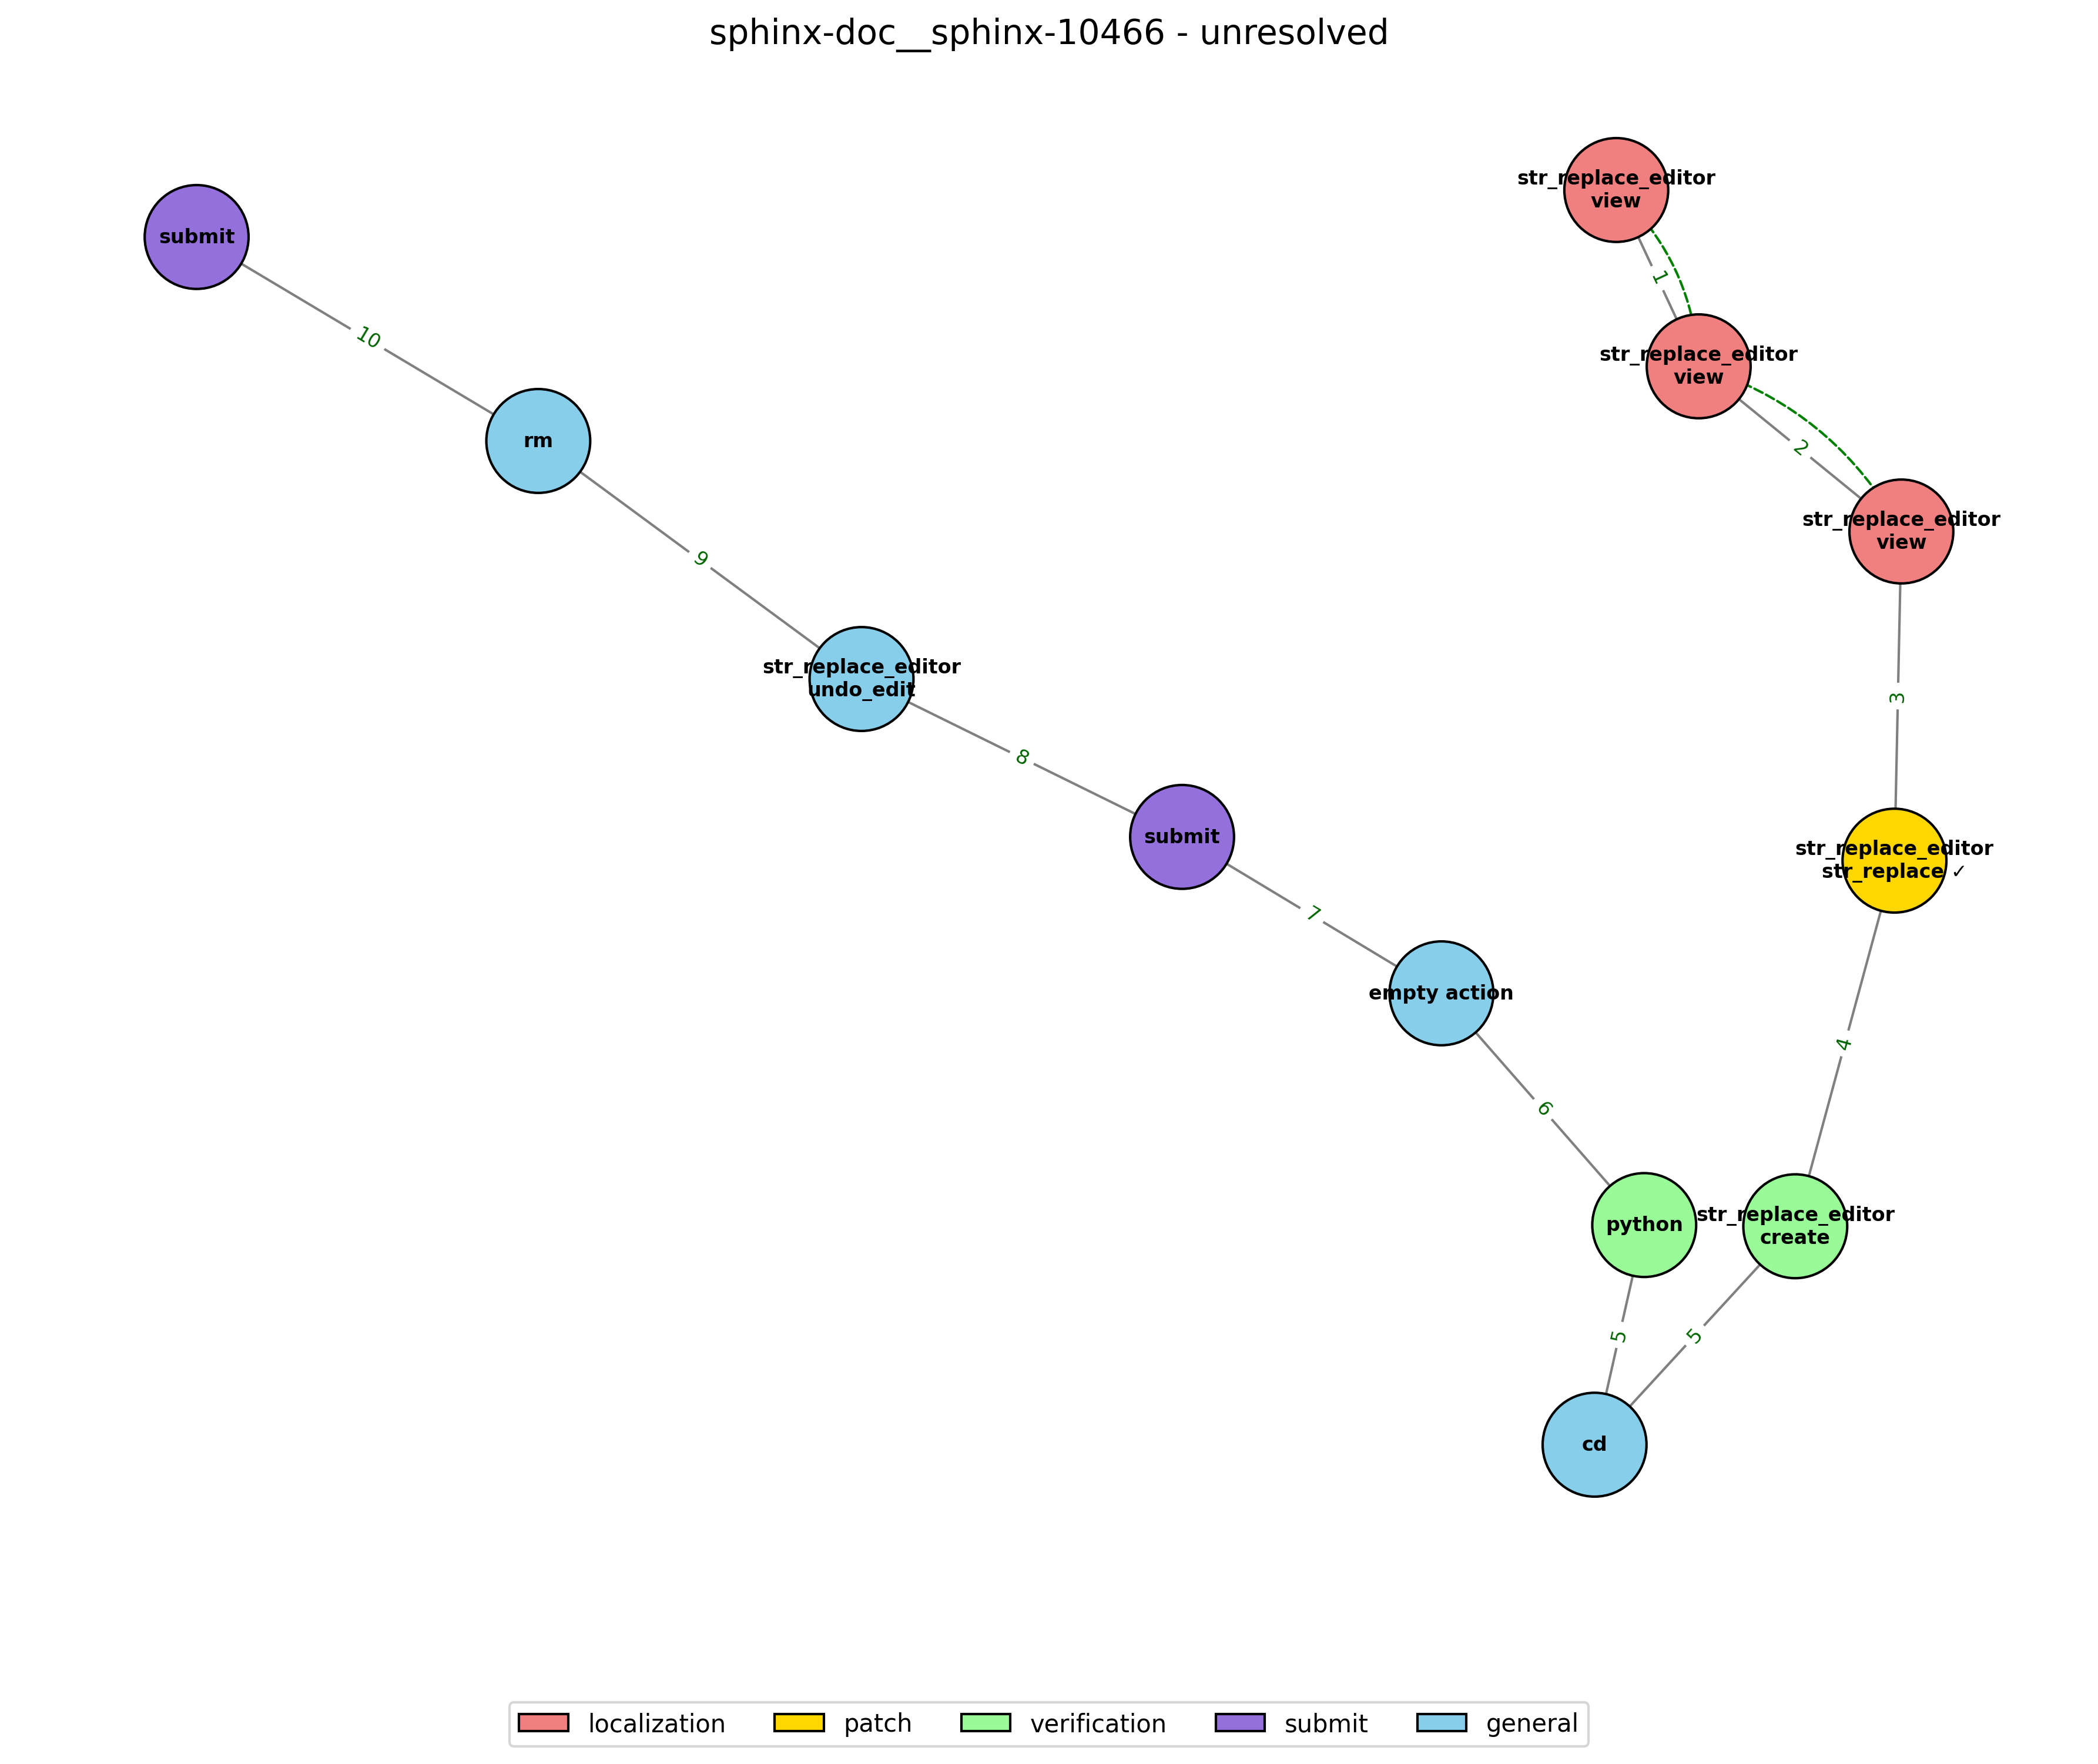 sphinx-doc__sphinx-10466 - unresolved
str_replace_editor
view
submit
1
str_replace_editor
view
10
rm
2
str_replace_editor
view
9
str_replace_editor
undo_edit
3
8
submit
str_replace_editor
str_replace ✓
7
empty action
4
6
python
str_replace_editor
create
5
5
cd
localization
patch
verification
submit
general